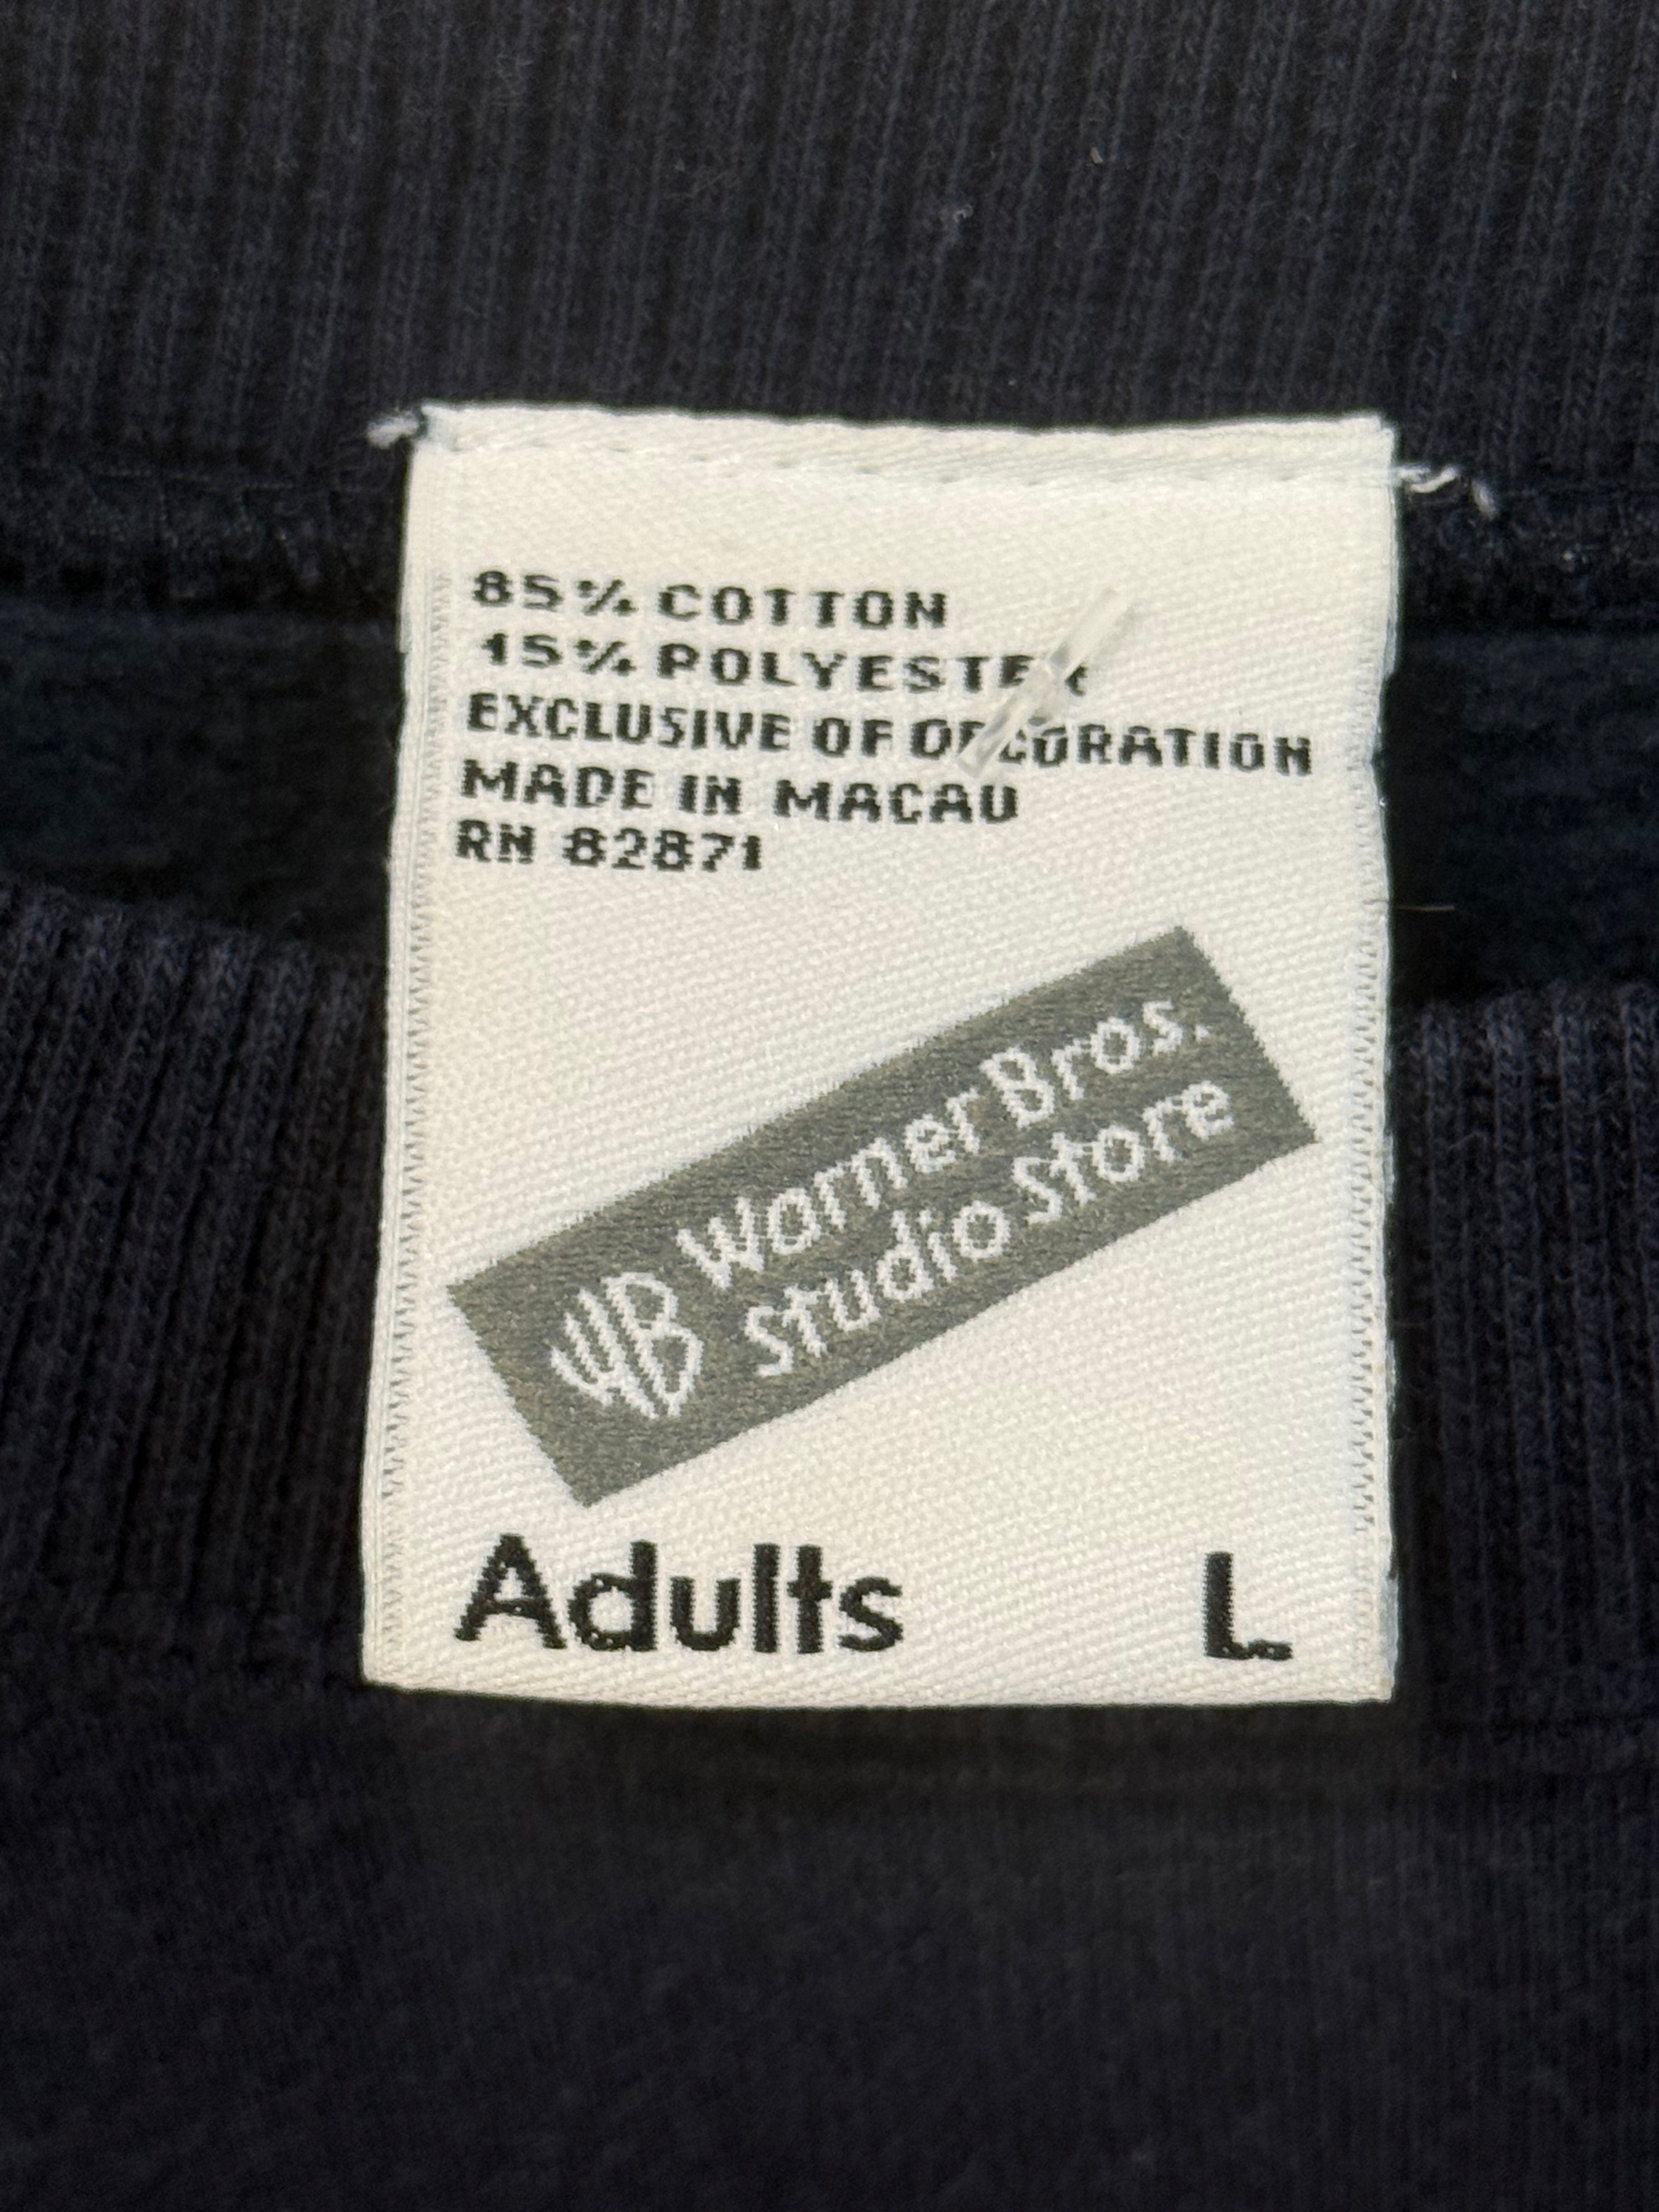 85% COTTON
15% POLYESTER
EXCLUSIVE OF DECORATION
MADE IN MACAU
RN 82871
WB Warner Bros.
Studio Store
Adults L